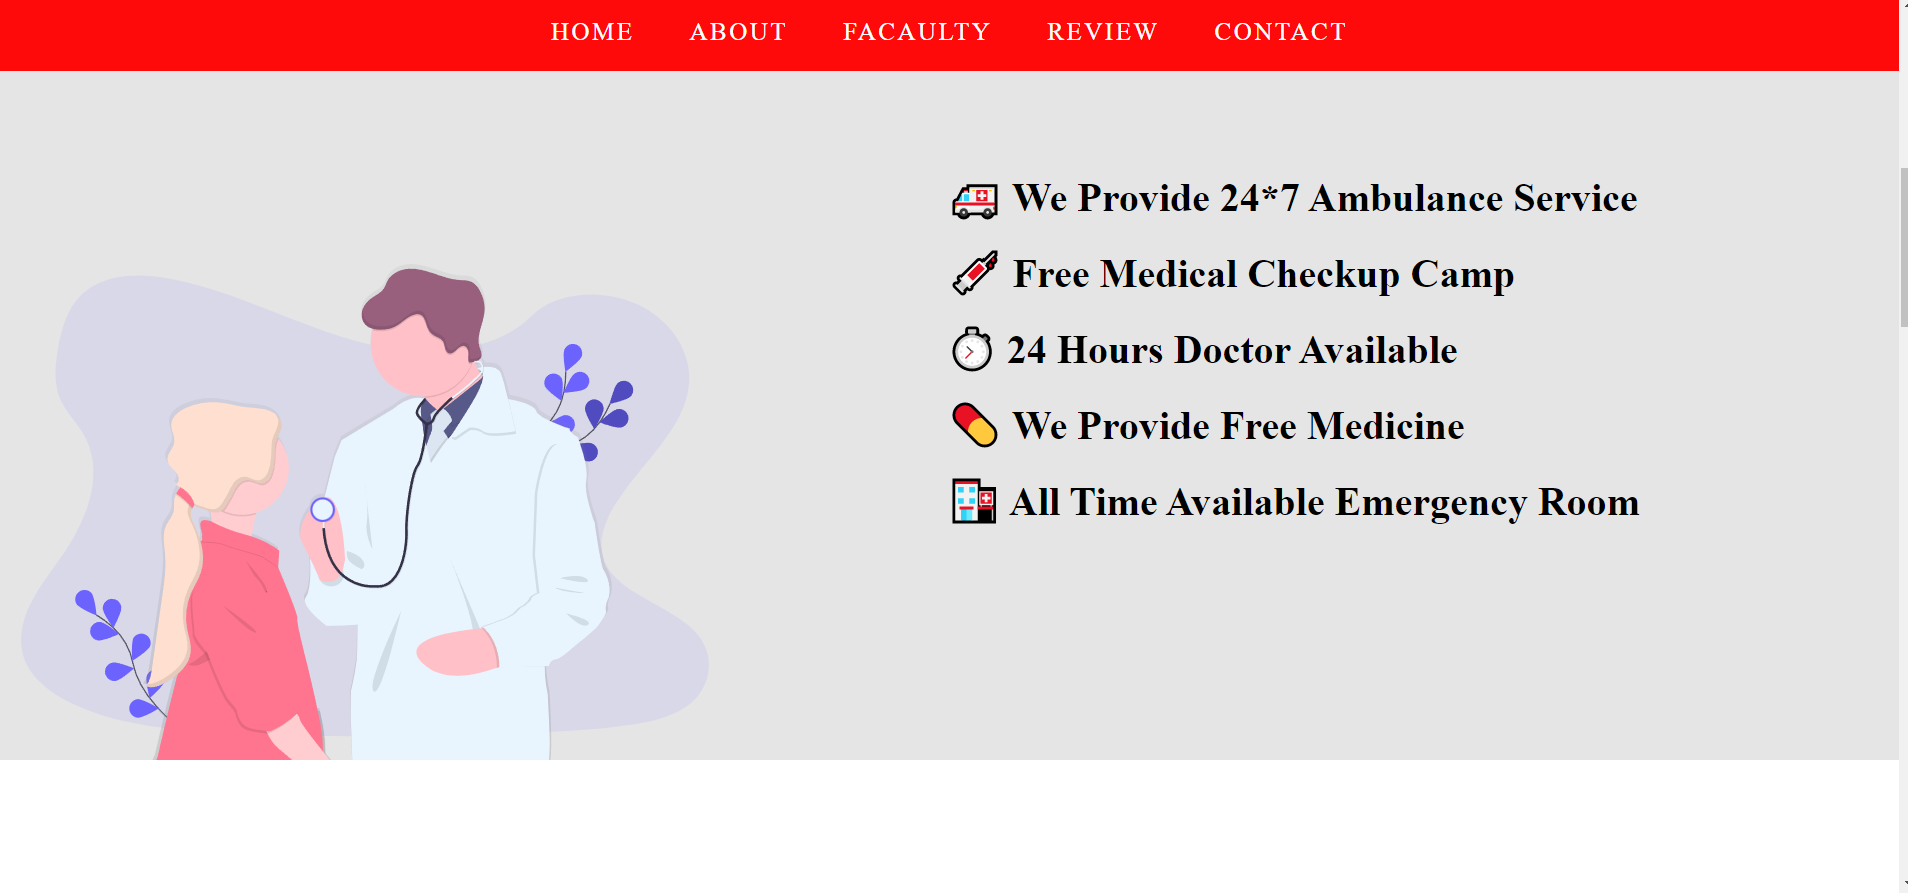 HOME ABOUT FACAULTY REVIEW CONTACT
We Provide 24*7 Ambulance Service
Free Medical Checkup Camp
24 Hours Doctor Available
We Provide Free Medicine
All Time Available Emergency Room